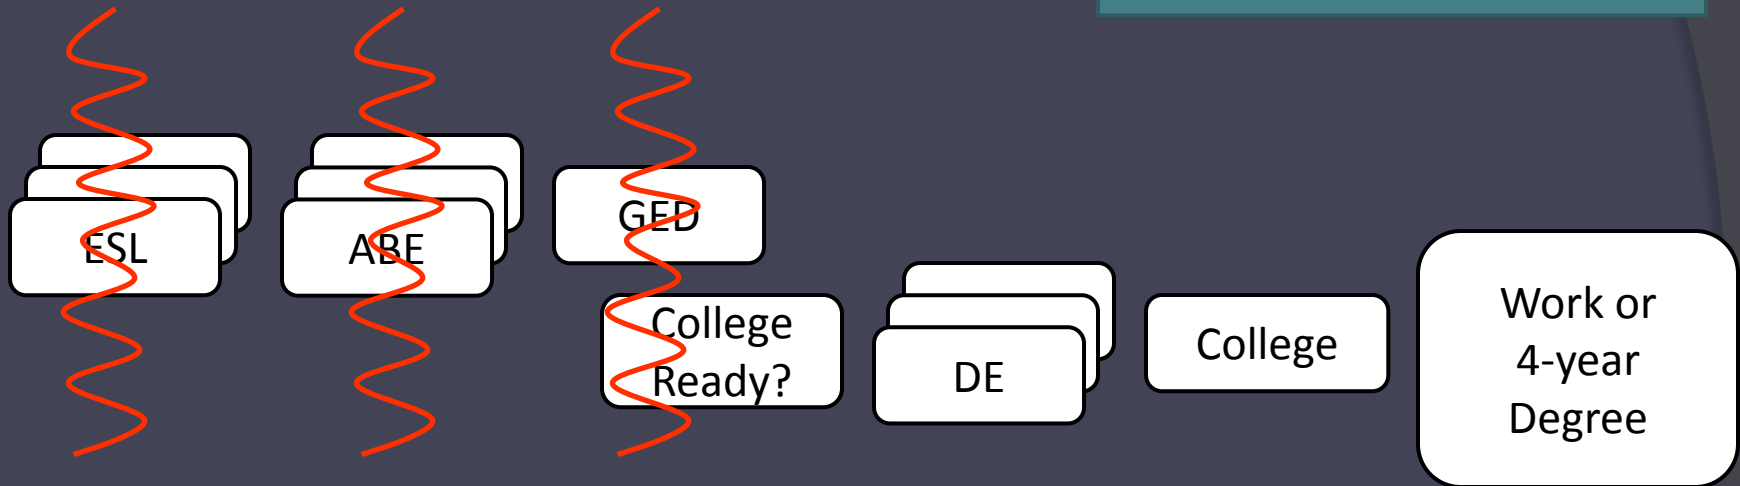 ESL
ABE
GED
College
Ready?
DE
College
Work or
4-year
Degree